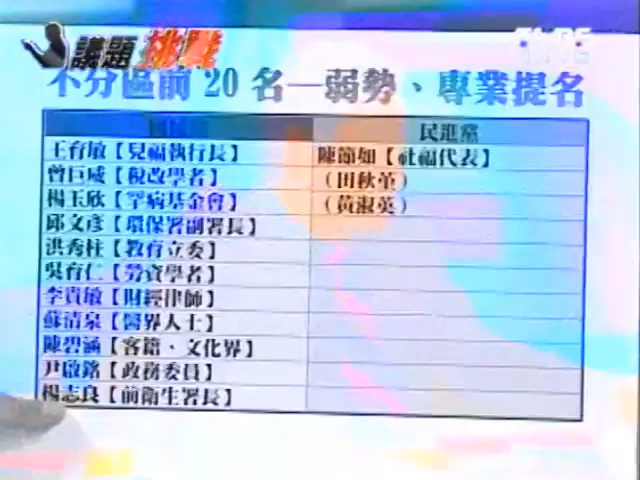 議題挑戰
TVBS
不分區前 20 名—弱勢、專業提名
民進黨
王育敏【兒福執行長】 陳節如【社福代表】
曾巨威【稅改學者】 (田秋堇)
楊玉欣【罕病基金會】 (黃淑英)
邱文彥【環保署副署長】
洪秀柱【教育立委】
吳育仁【勞資學者】
李貴敏【財經律師】
蘇清泉【醫界人士】
陳碧涵【客籍、文化界】
尹啟銘【政務委員】
楊志良【前衛生署長】